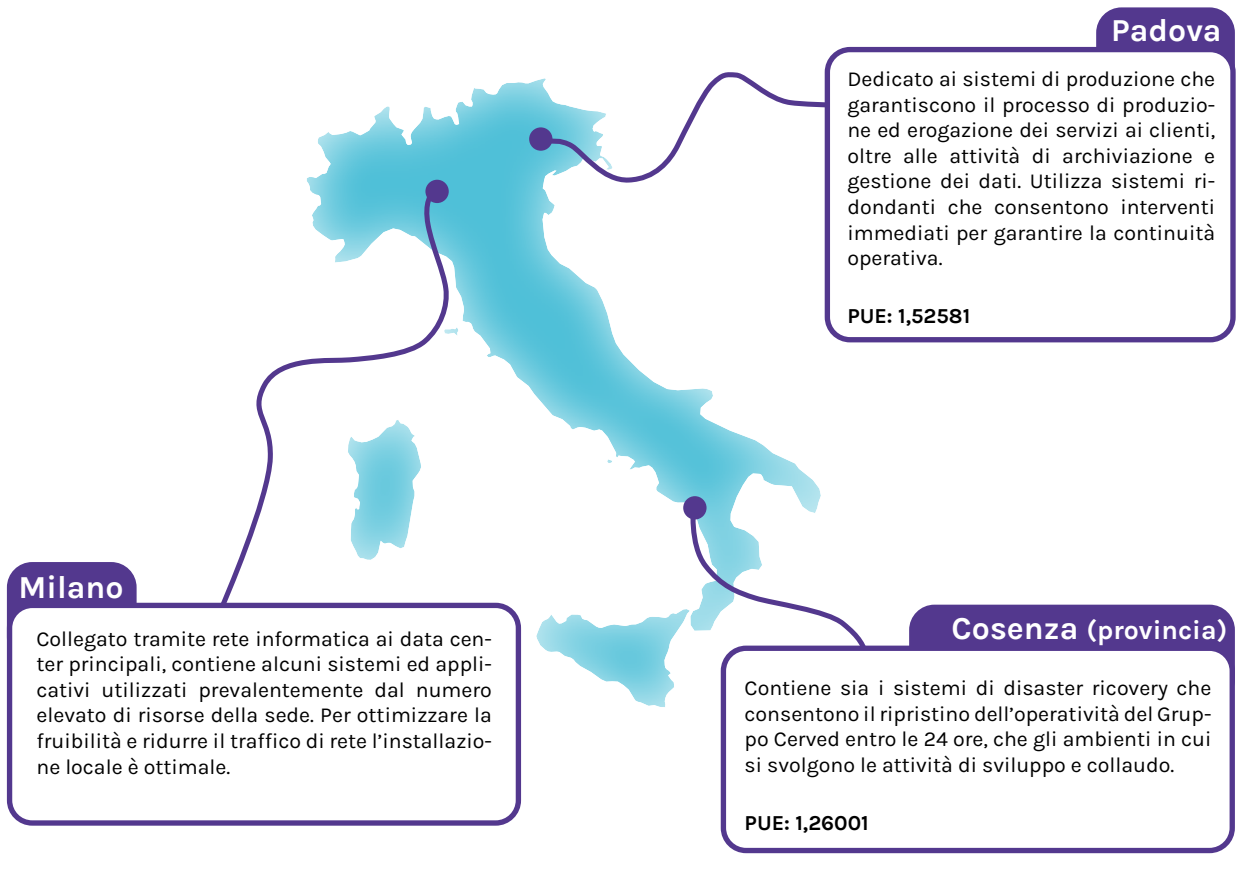 Padova
Dedicato ai sistemi di produzione che
garantiscono il processo di produzio-
ne ed erogazione dei servizi ai clienti,
oltre alle attività di archiviazione e
gestione dei dati. Utilizza sistemi ri-
dondanti che consentono interventi
immediati per garantire la continuità
operativa.
PUE: 1,52581
Milano
Collegato tramite rete informatica ai data cen-
ter principali, contiene alcuni sistemi ed appli-
cativi utilizzati prevalentemente dal numero
elevato di risorse della sede. Per ottimizzare la
fruibilità e ridurre il traffico di rete l'installazio-
ne locale è ottimale.
Cosenza (provincia)
Contiene sia i sistemi di disaster ricovery che
consentono il ripristino dell'operatività del Grup-
po Cerved entro le 24 ore, che gli ambienti in cui
si svolgono le attività di sviluppo e collaudo.
PUE: 1,26001